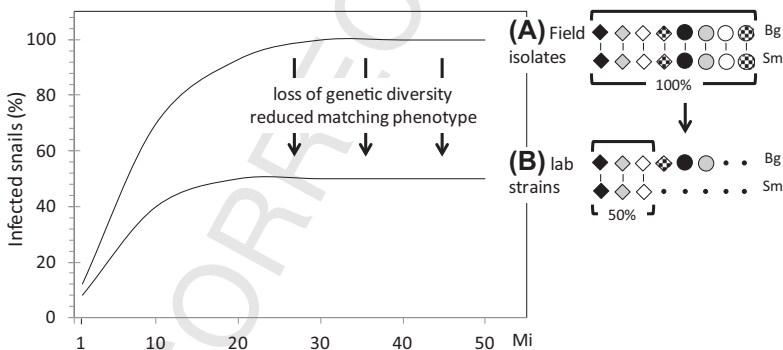 100
80
60
40
20
0
Infected snails (%)
1
10
20
30
40
50
Mi
loss of genetic diversity
reduced matching phenotype
(A) Field
isolates
Bg
Sm
100%
(B) lab
strains
Bg
Sm
50%
ORFO